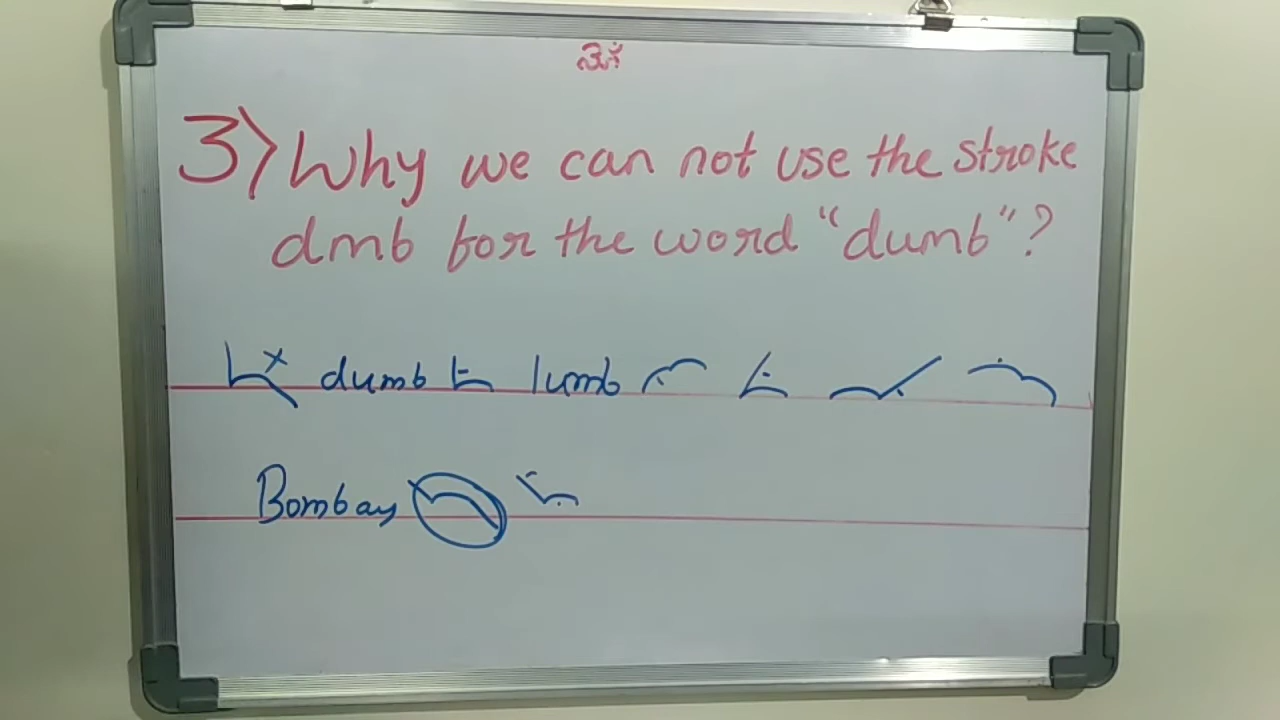 3) Why we can not use the stroke
dmb for the word "dumb"?
dumb lumb
Bombay